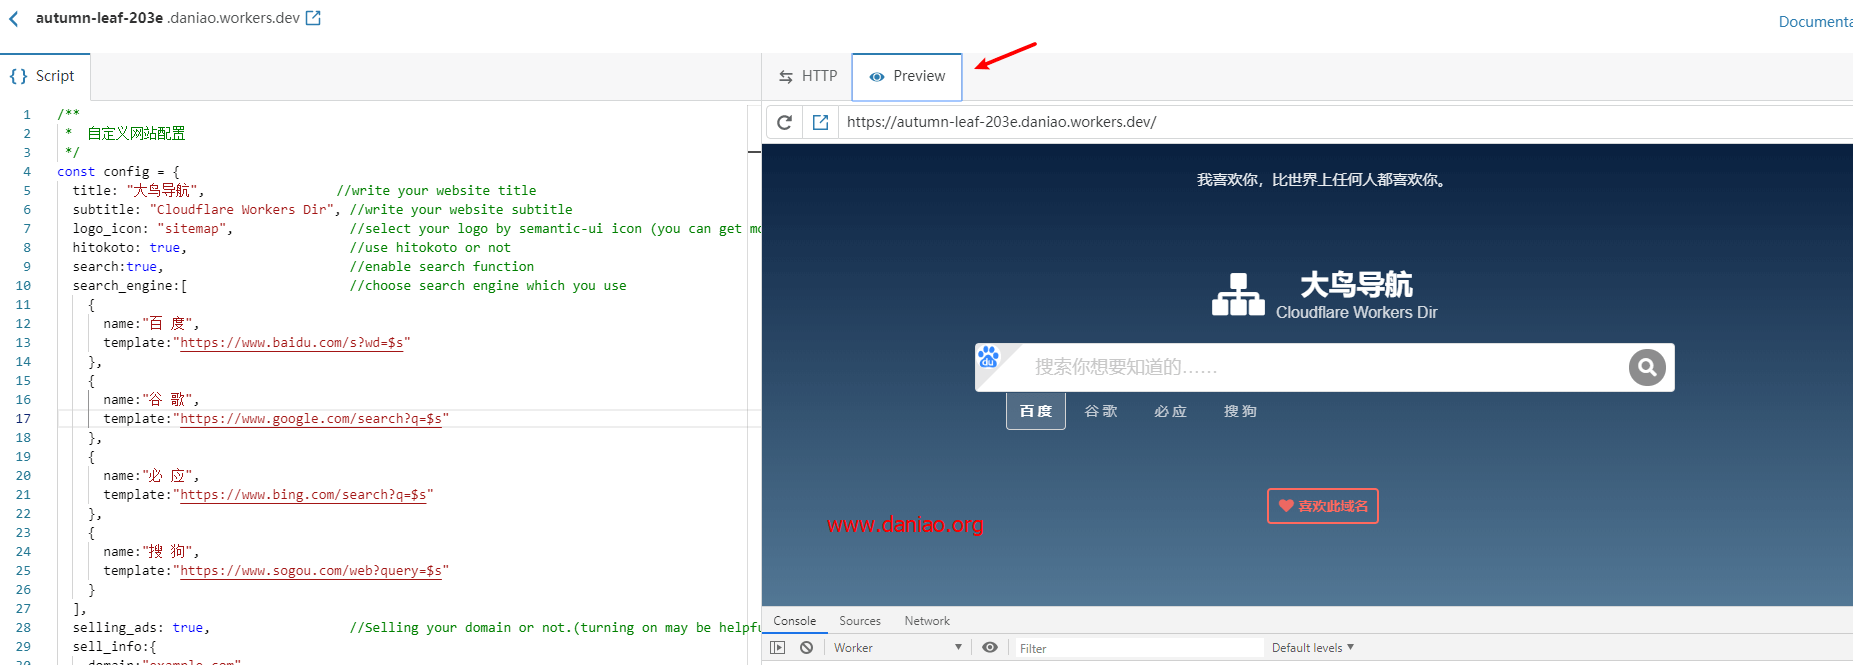 autumn-leaf-203e .daniao.workers.dev
Documenta
{} Script
HTTP
Preview
https://autumn-leaf-203e.daniao.workers.dev/
1 /**
2 * 自定义网站配置
3 */
4 const config = {
5 title: "大鸟导航", //write your website title
6 subtitle: "Cloudflare Workers Dir", //write your website subtitle
7 logo_icon: "sitemap", //select your logo by semantic-ui icon (you can get mo
8 hitokoto: true, //use hitokoto or not
9 search:true, //enable search function
10 search_engine:[ //choose search engine which you use
11 {
12 name:"百 度",
13 template:"https://www.baidu.com/s?wd=$s"
14 },
15 {
16 name:"谷 歌",
17 template:"https://www.google.com/search?q=$s"
18 },
19 {
20 name:"必 应",
21 template:"https://www.bing.com/search?q=$s"
22 },
23 {
24 name:"搜 狗",
25 template:"https://www.sogou.com/web?query=$s"
26 }
27 ],
28 selling_ads: true, //Selling your domain or not.(turning on may be helpfu
29 sell_info:{
30 domain:"example.com"
我喜欢你，比世界上任何人都喜欢你。
大鸟导航
Cloudflare Workers Dir
du
搜索你想要知道的……
百 度 谷 歌 必 应 搜 狗
喜欢此域名
www.daniao.org
Console Sources Network
Worker Filter Default levels